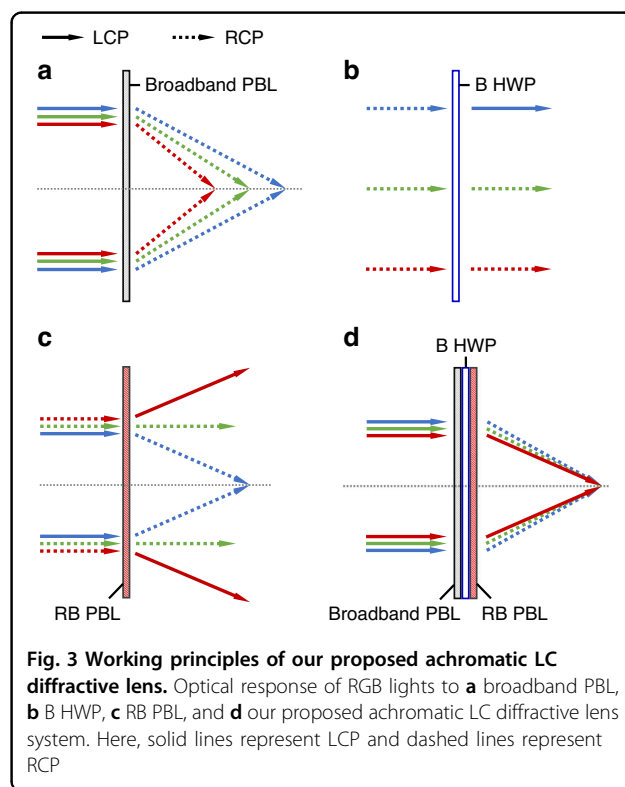 LCP RCP
a
Broadband PBL
b
B HWP
c
RB PBL
d
B HWP
Broadband PBL RB PBL
Fig. 3 Working principles of our proposed achromatic LC
diffractive lens. Optical response of RGB lights to a broadband PBL,
b B HWP, c RB PBL, and d our proposed achromatic LC diffractive lens
system. Here, solid lines represent LCP and dashed lines represent
RCP